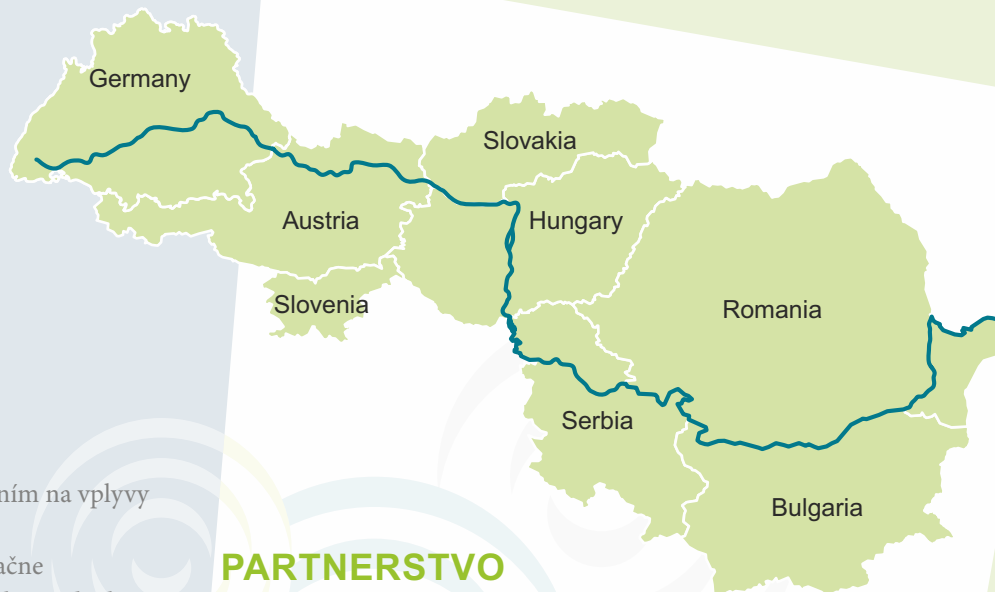 Germany
Slovakia
Austria
Hungary
Slovenia
Romania
Serbia
Bulgaria
ním na vplyvy
ačne
PARTNERSTVO